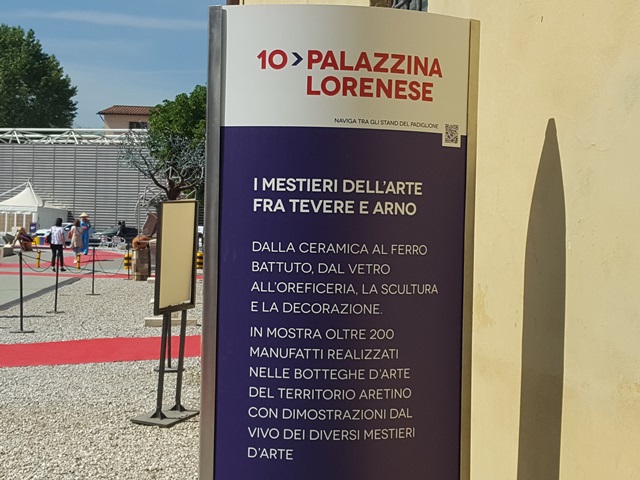 10>PALAZZINA
LORENESE
NAVIGA TRA GLI STAND DEL PADIGLIONE
I MESTIERI DELL'ARTE
FRA TEVERE E ARNO
DALLA CERAMICA AL FERRO
BATTUTO, DAL VETRO
ALL'OREFICERIA, LA SCULTURA
E LA DECORAZIONE.
IN MOSTRA OLTRE 200
MANUFATTI REALIZZATI
NELLE BOTTEGHE D'ARTE
DEL TERRITORIO ARETINO
CON DIMOSTRAZIONI DAL
VIVO DEI DIVERSI MESTIERI
D'ARTE